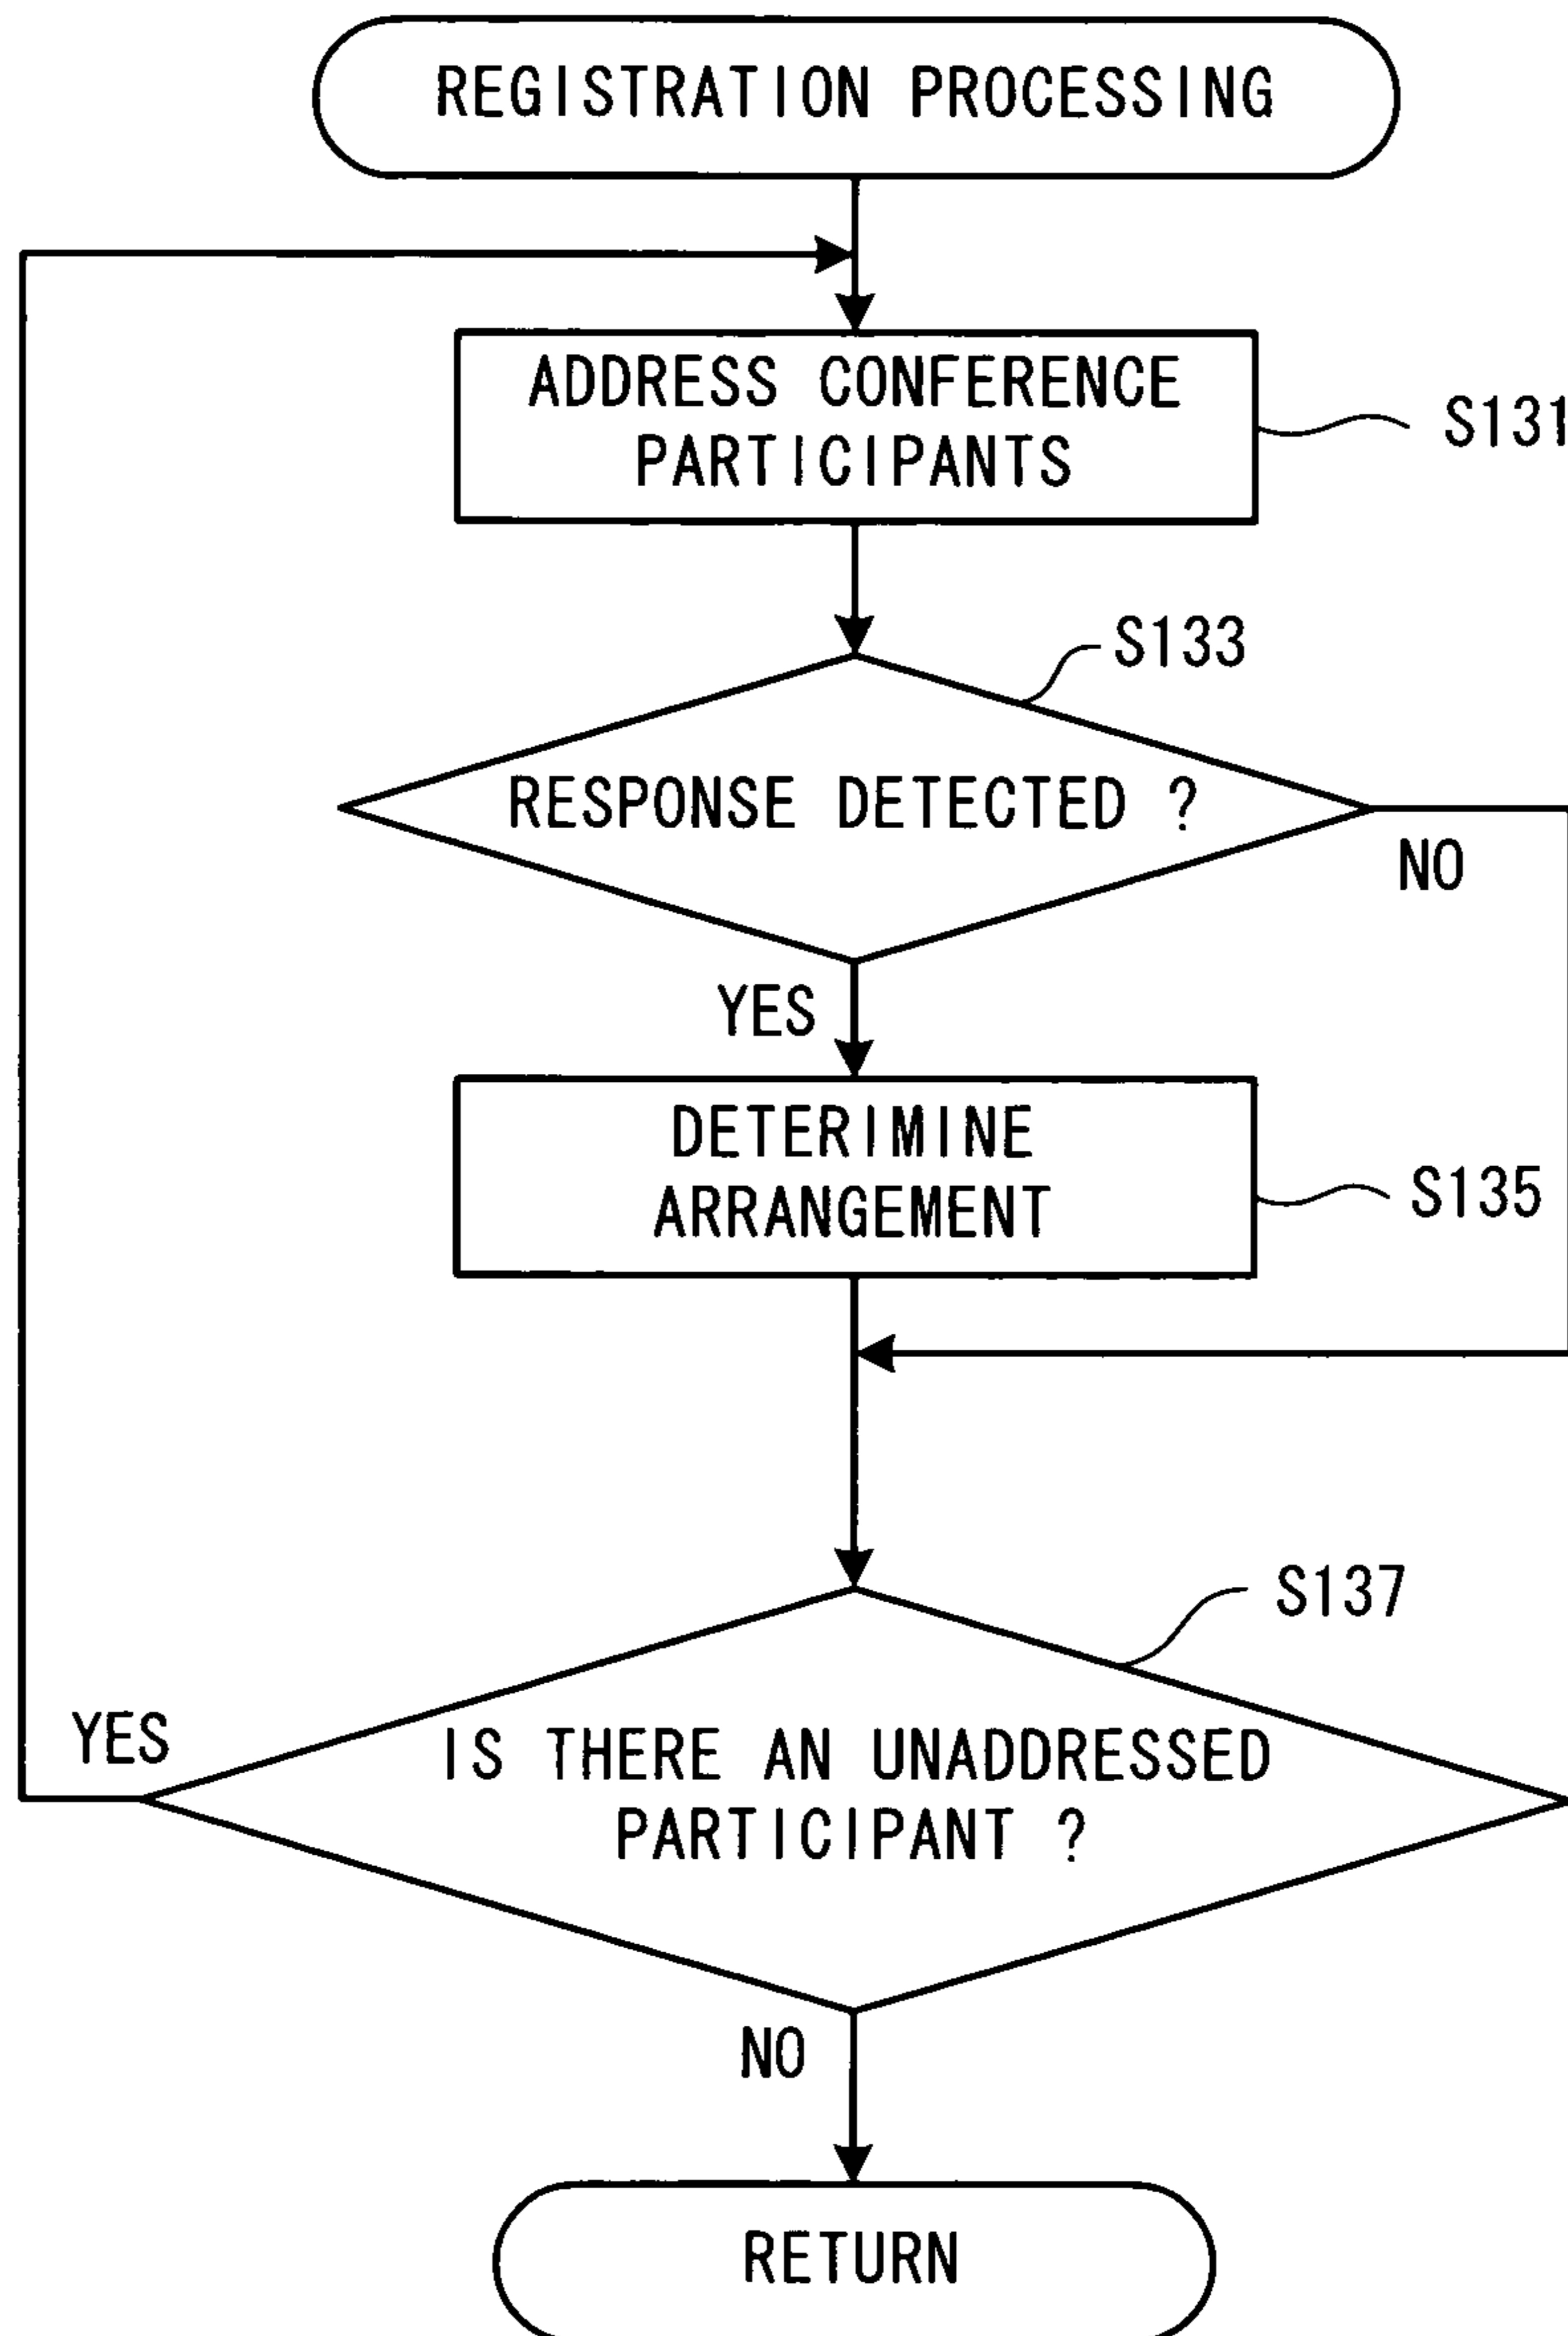 REGISTRATION PROCESSING
ADDRESS CONFERENCE
PARTICIPANTS
S131
S133
RESPONSE DETECTED ?
NO
YES
DETERIMINE
ARRANGEMENT
S135
S137
YES
IS THERE AN UNADDRESSED
PARTICIPANT ?
NO
RETURN